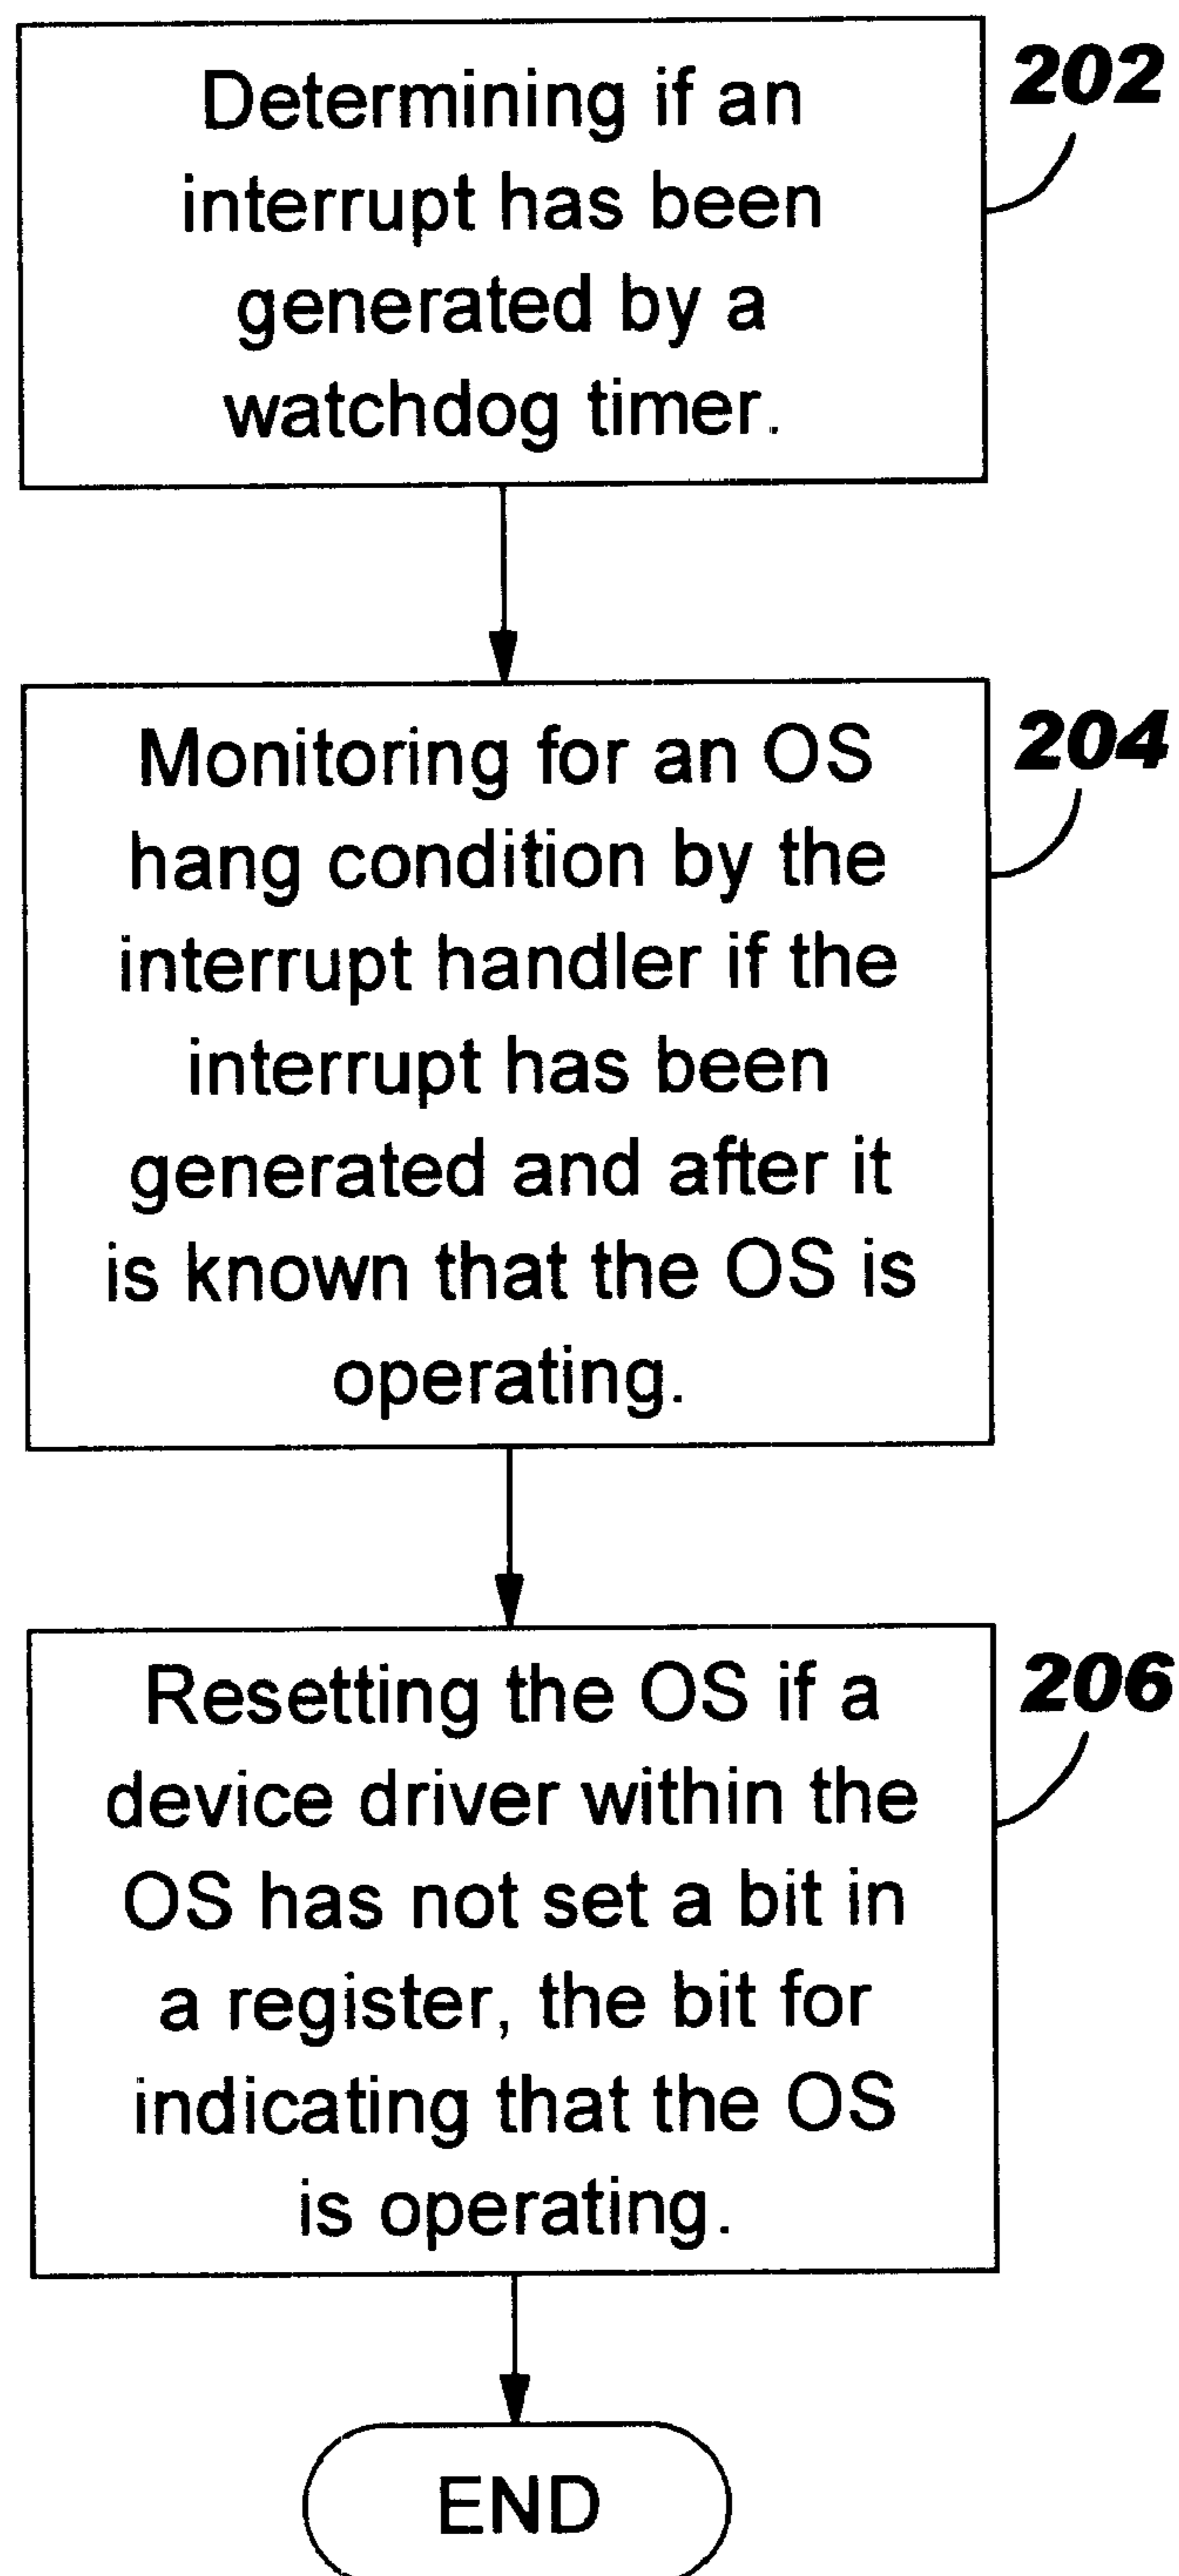 Determining if an
202
interrupt has been
generated by a
watchdog timer.
Monitoring for an OS
204
hang condition by the
interrupt handler if the
interrupt has been
generated and after it
is known that the OS is
operating.
Resetting the OS if a
206
device driver within the
OS has not set a bit in
a register, the bit for
indicating that the OS
is operating.
END